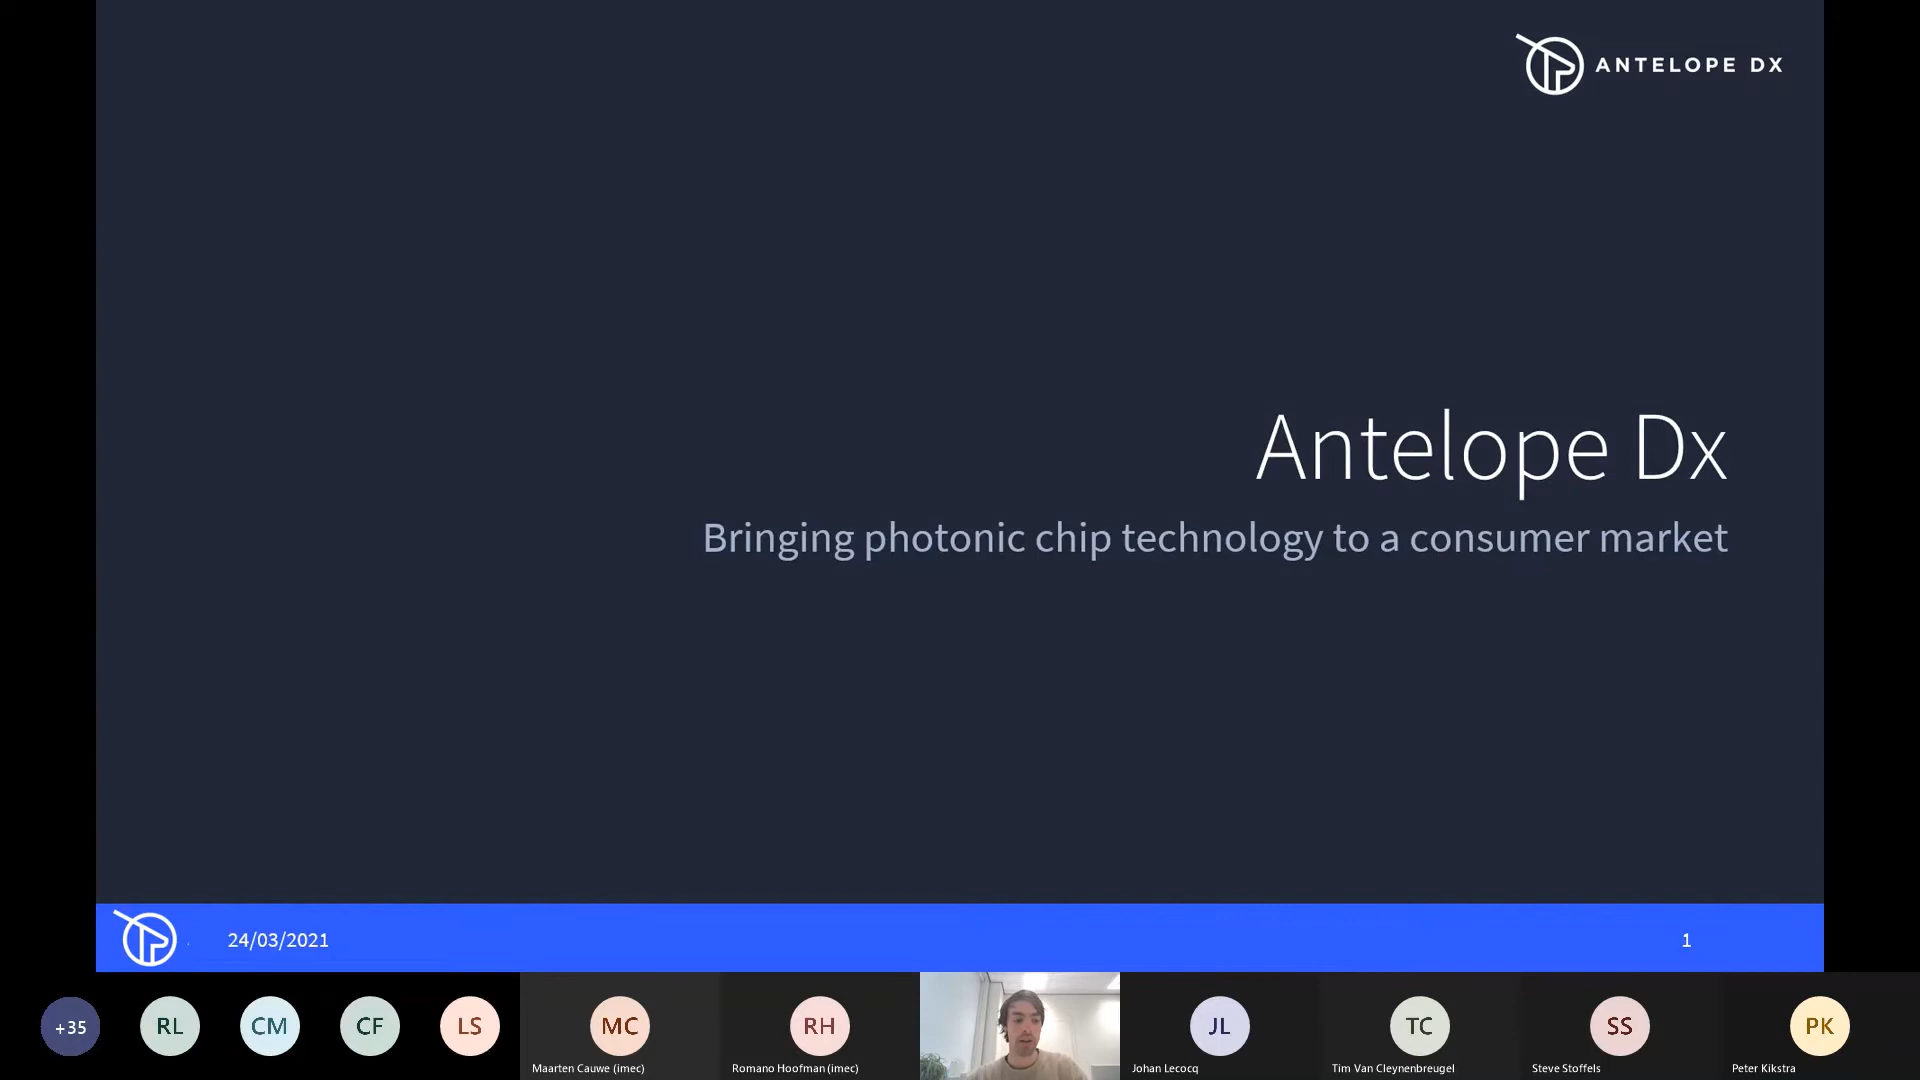 ANTELOPE DX
Antelope Dx
Bringing photonic chip technology to a consumer market
24/03/2021
1
+35
RL
CM
CF
LS
MC
RH
JL
TC
SS
PK
Maarten Cauwe (imec)
Romano Hoofman (imec)
Johan Lecocq
Tim Van Cleynenbreugel
Steve Stoffels
Peter Kikstra